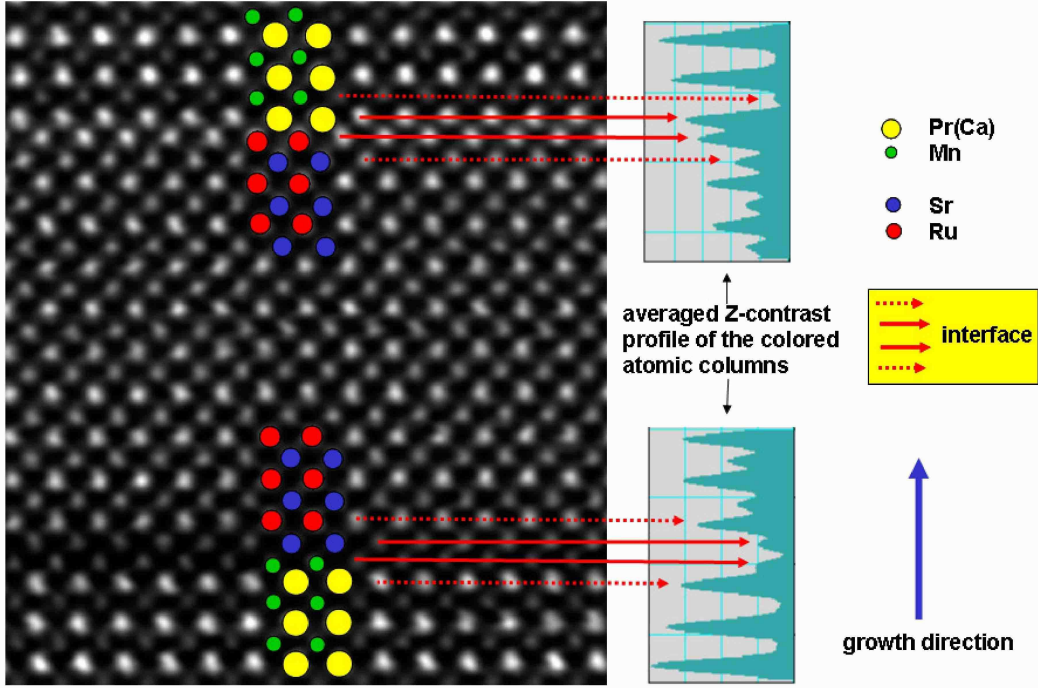 Pr(Ca)
Mn
Sr
Ru
averaged Z-contrast
profile of the colored
atomic columns
interface
growth direction